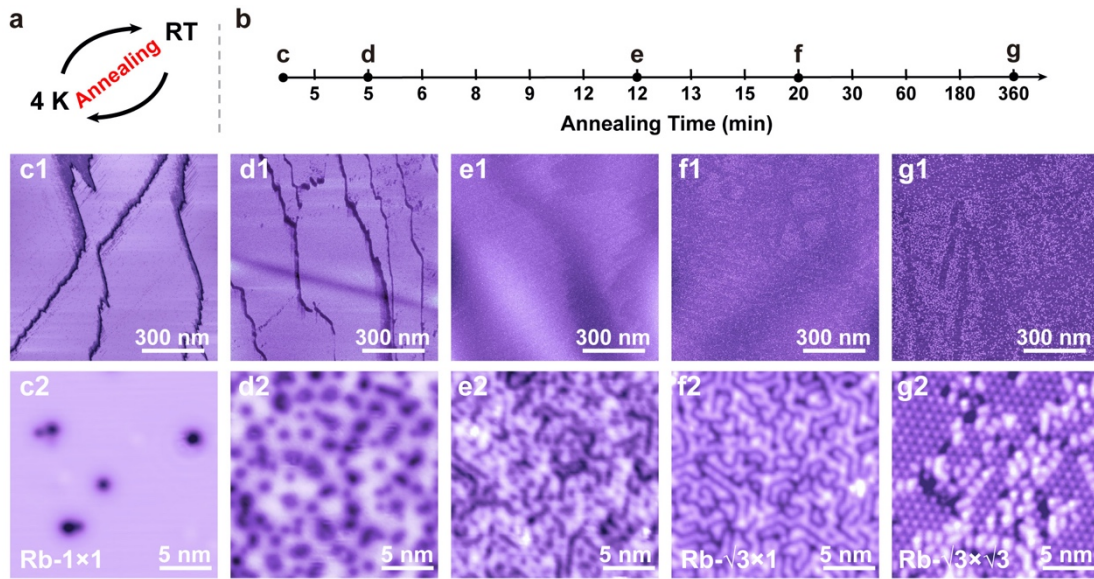 a
RT
Annealing
4 K
b
c d e f g
5 5 6 8 9 12 12 13 15 20 30 60 180 360
Annealing Time (min)
c1 d1 e1 f1 g1
300 nm 300 nm 300 nm 300 nm 300 nm
c2 d2 e2 f2 g2
Rb-1×1 5 nm 5 nm 5 nm Rb-√3×1 5 nm Rb-√3×√3 5 nm